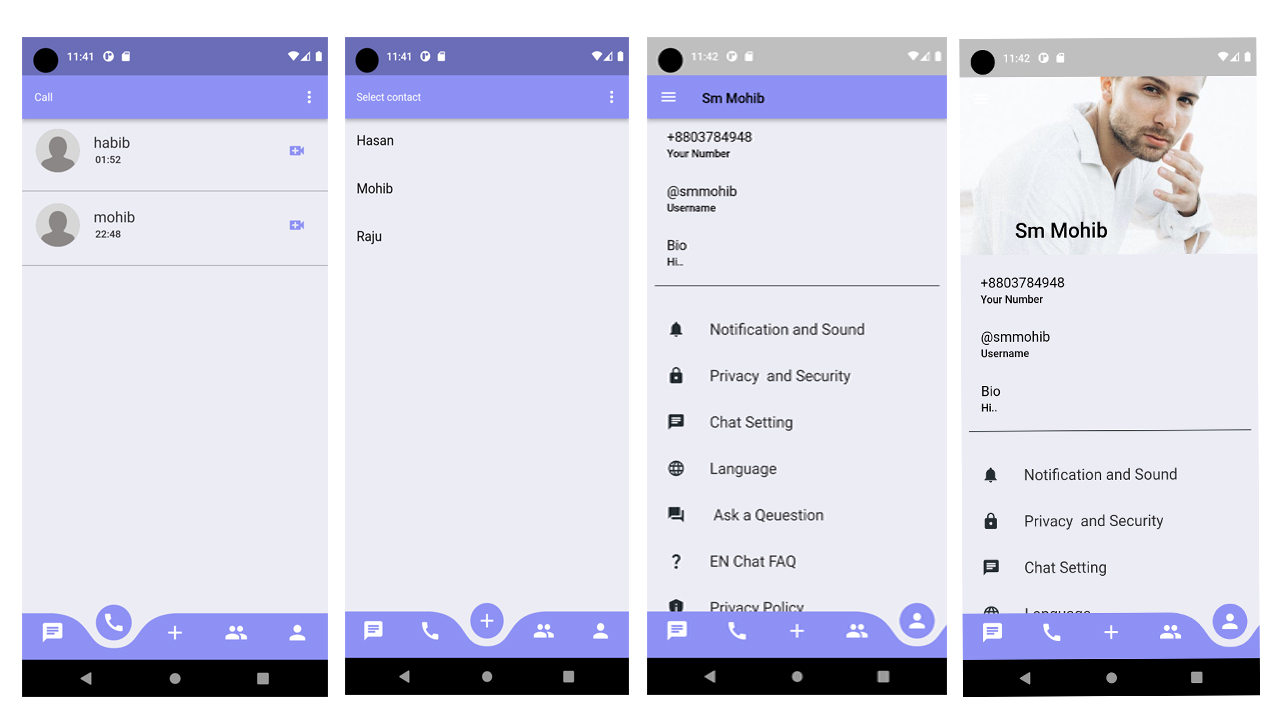 11:41
Call
habib
01:52
mohib
22:48
11:41
Select contact
Hasan
Mohib
Raju
11:42
Sm Mohib
+8803784948
Your Number
@smmohib
Username
Bio
Hi..
Notification and Sound
Privacy  and Security
Chat Setting
Language
Ask a Qeuestion
? EN Chat FAQ
Privacy Policy
11:42
Sm Mohib
+8803784948
Your Number
@smmohib
Username
Bio
Hi..
Notification and Sound
Privacy  and Security
Chat Setting
Language